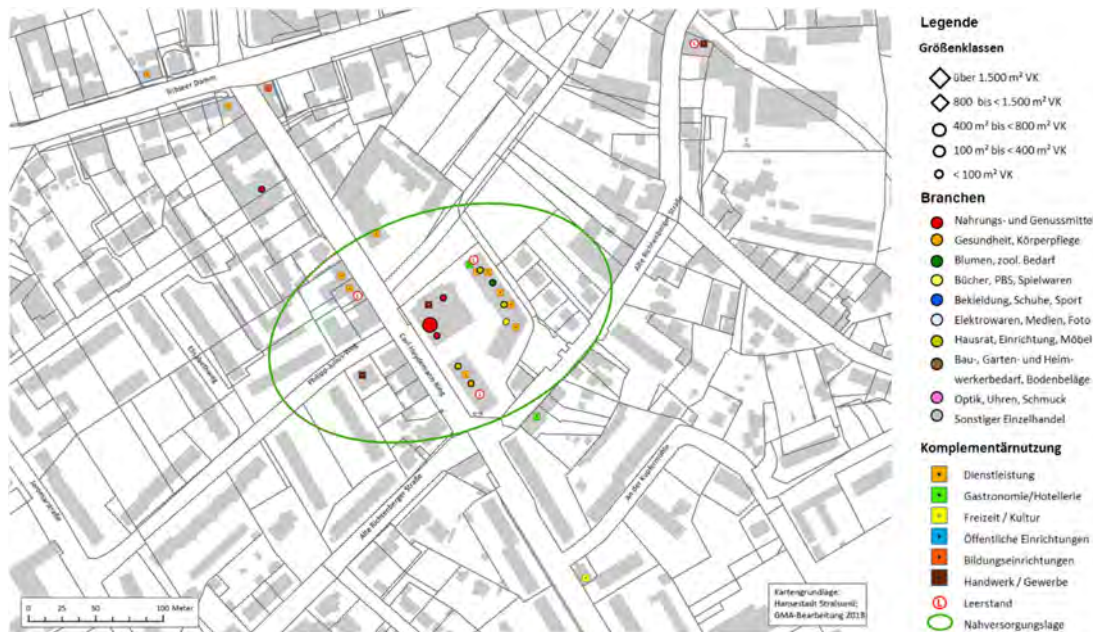 Legende
Größenklassen
über 1.500 m² VK
800 bis < 1.500 m² VK
400 m² bis < 800 m² VK
100 m² bis < 400 m² VK
< 100 m² VK
Branchen
Nahrungs- und Genussmittel
Gesundheit, Körperpflege
Blumen, zool. Bedarf
Bücher, PBS, Spielwaren
Bekleidung, Schuhe, Sport
Elektrowaren, Medien, Foto
Hausrat, Einrichtung, Möbel
Bau-, Garten- und Heim-
werkerbedarf, Bodenbeläge
Optik, Uhren, Schmuck
Sonstiger Einzelhandel
Komplementärnutzung
Dienstleistung
Gastronomie/Hotellerie
Freizeit / Kultur
Öffentliche Einrichtungen
Bildungseinrichtungen
Handwerk / Gewerbe
L Leerstand
Nahversorgungslage
Tribseer Damm
L
Alte Richtenberger Straße
L
L
Carl-Heydemann-Ring
Philipp-Julius-Weg
L
An der Kupfermühle
Alte Richtenberger Straße
0 25 50 100 Meter
Kartengrundlage:
Hansestadt Stralsund;
GMA-Bearbeitung 2018